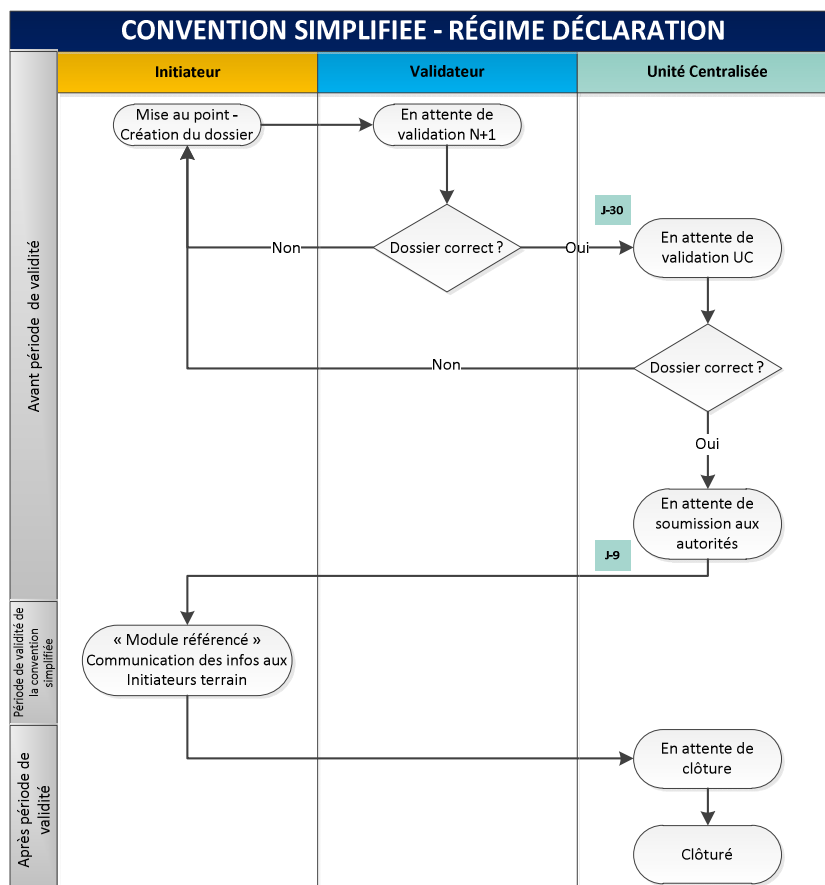 CONVENTION SIMPLIFIEE - RÉGIME DÉCLARATION
Initiateur
Validateur
Unité Centralisée
Avant période de validité
Mise au point -
Création du dossier
En attente de
validation N+1
Dossier correct ?
Non
Oui
J-30
En attente de
validation UC
Dossier correct ?
Non
Oui
En attente de
soumission aux
autorités
J-9
Période de validité de
la convention
simplifiée
« Module référencé »
Communication des infos aux
Initiateurs terrain
Après période de
validité
En attente de
clôture
Clôturé